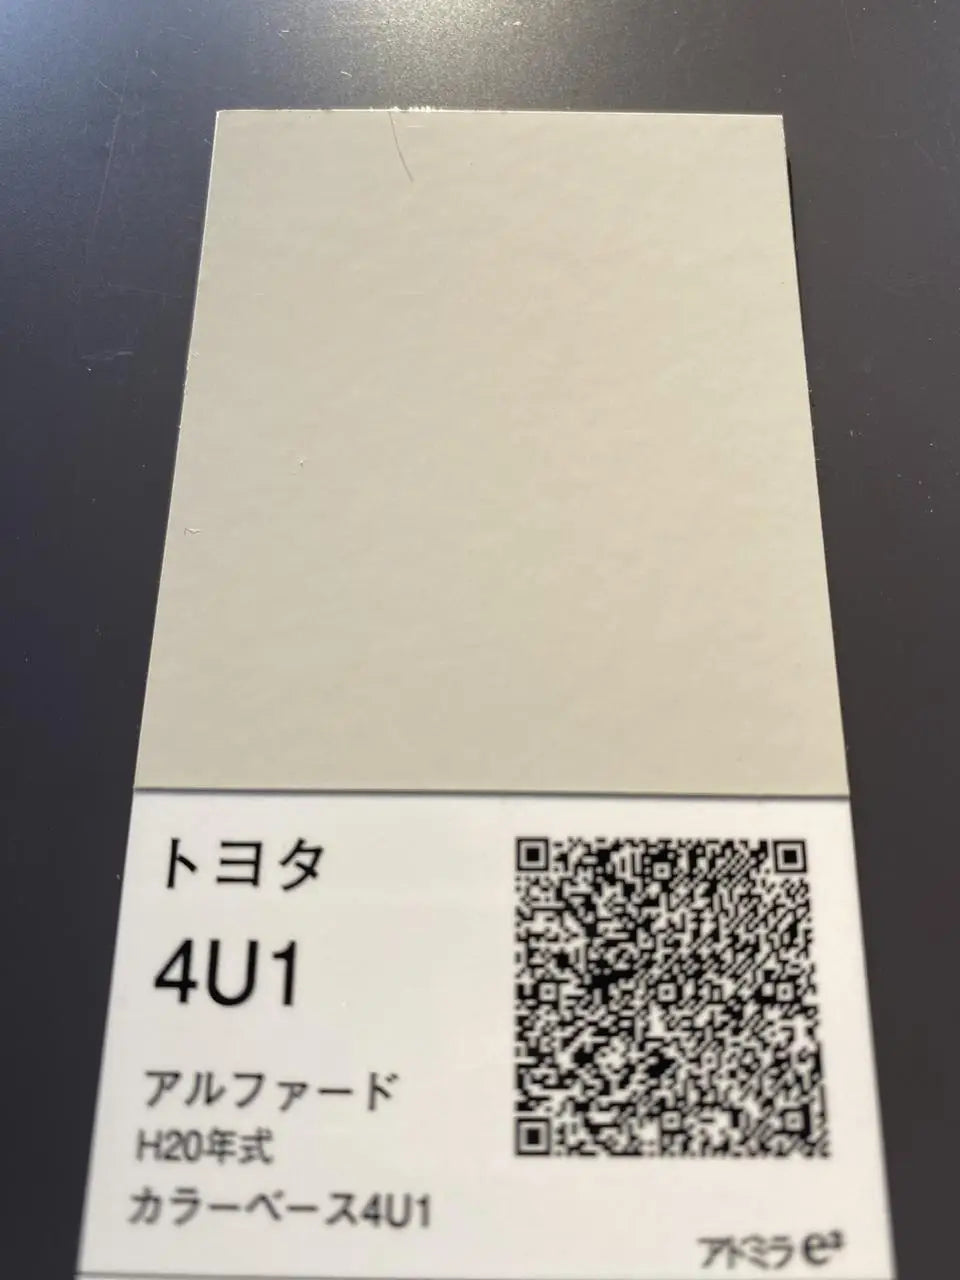 トヨタ
4U1
アルファード
H20年式
カラーベース4U1
アドミラ e³